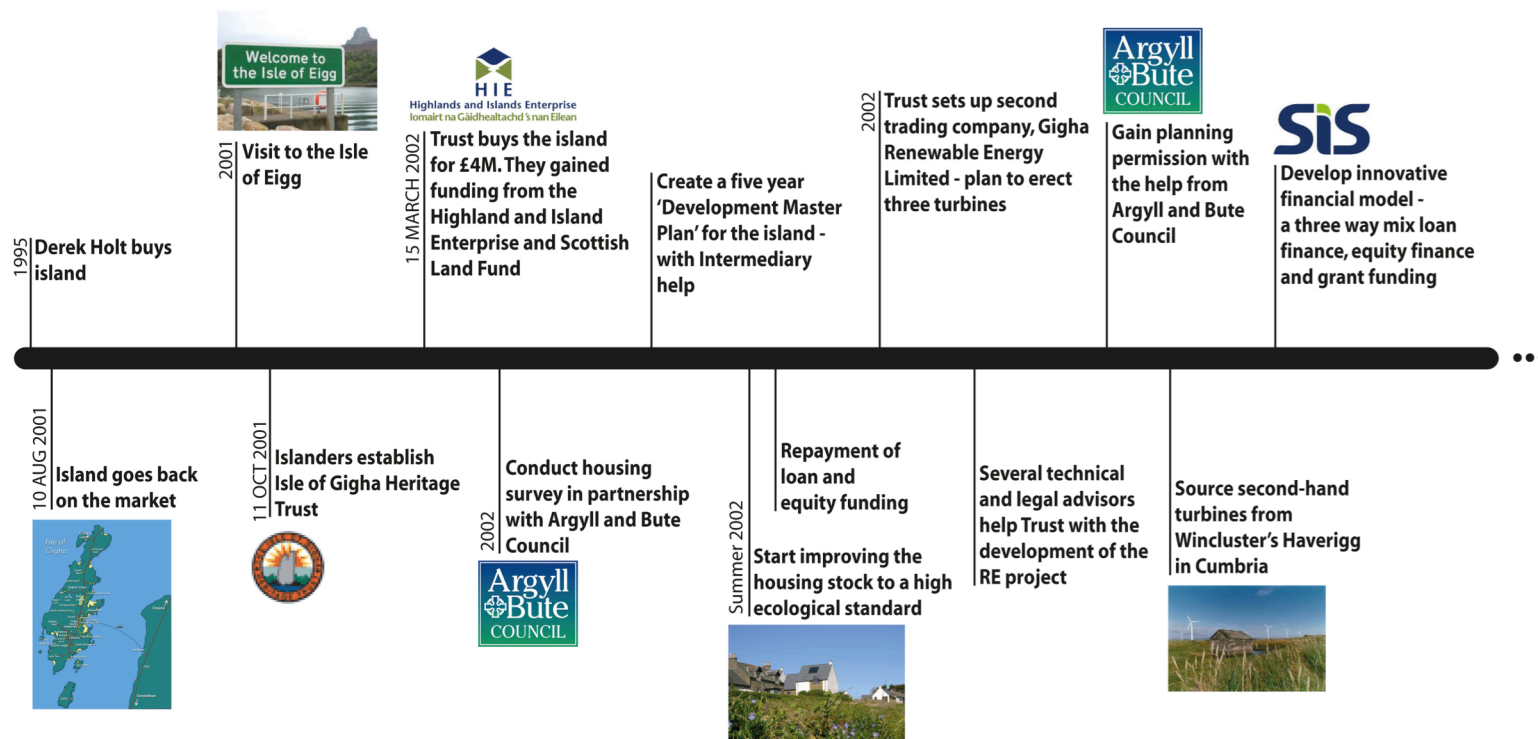 Welcome to
the Isle of Eigg
2001
Visit to the Isle
of Eigg
HIE
Highlands and Islands Enterprise
Iomairt na Gàidhealtachd 's nan Eilean
15 MARCH 2002
Trust buys the island
for £4M. They gained
funding from the
Highland and Island
Enterprise and Scottish
Land Fund
Create a five year
‘Development Master
Plan’ for the island -
with Intermediary
help
2002
Trust sets up second
trading company, Gigha
Renewable Energy
Limited - plan to erect
three turbines
Argyll
Bute
COUNCIL
Gain planning
permission with
the help from
Argyll and Bute
Council
SiS
Develop innovative
financial model -
a three way mix loan
finance, equity finance
and grant funding
1995
Derek Holt buys
island
10 AUG 2001
Island goes back
on the market
Isle of
Gigha
11 OCT 2001
Islanders establish
Isle of Gigha Heritage
Trust
2002
Conduct housing
survey in partnership
with Argyll and Bute
Council
Argyll
Bute
COUNCIL
Summer 2002
Start improving the
housing stock to a high
ecological standard
Repayment of
loan and
equity funding
Several technical
and legal advisors
help Trust with the
development of the
RE project
Source second-hand
turbines from
Wincluster's Haverigg
in Cumbria